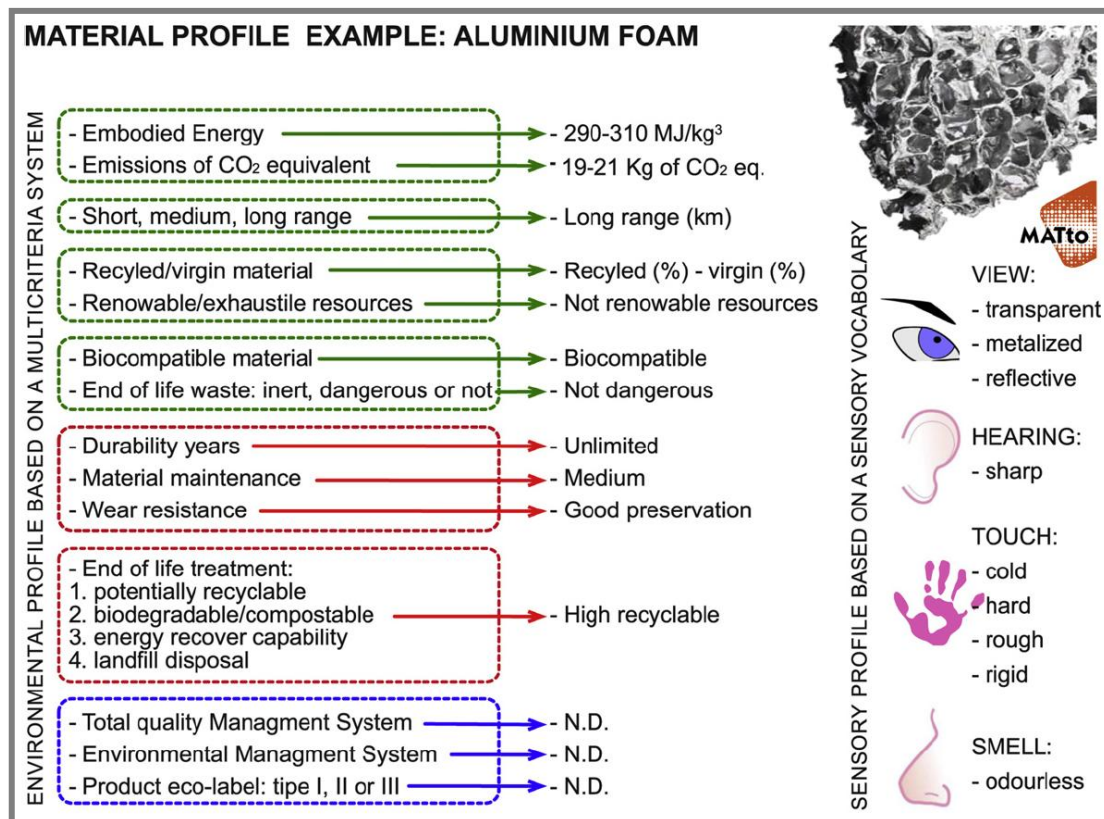 MATERIAL PROFILE EXAMPLE: ALUMINIUM FOAM
ENVIRONMENTAL PROFILE BASED ON A MULTICRITERIA SYSTEM
- Embodied Energy - 290-310 MJ/kg³
- Emissions of CO₂ equivalent - 19-21 Kg of CO₂ eq.
- Short, medium, long range - Long range (km)
- Recyled/virgin material - Recyled (%) - virgin (%)
- Renewable/exhaustile resources - Not renewable resources
- Biocompatible material - Biocompatible
- End of life waste: inert, dangerous or not - Not dangerous
- Durability years - Unlimited
- Material maintenance - Medium
- Wear resistance - Good preservation
- End of life treatment:
1. potentially recyclable
2. biodegradable/compostable - High recyclable
3. energy recover capability
4. landfill disposal
- Total quality Managment System - N.D.
- Environmental Managment System - N.D.
- Product eco-label: tipe I, II or III - N.D.
SENSORY PROFILE BASED ON A SENSORY VOCABOLARY
MATto
VIEW:
- transparent
- metalized
- reflective
HEARING:
- sharp
TOUCH:
- cold
- hard
- rough
- rigid
SMELL:
- odourless